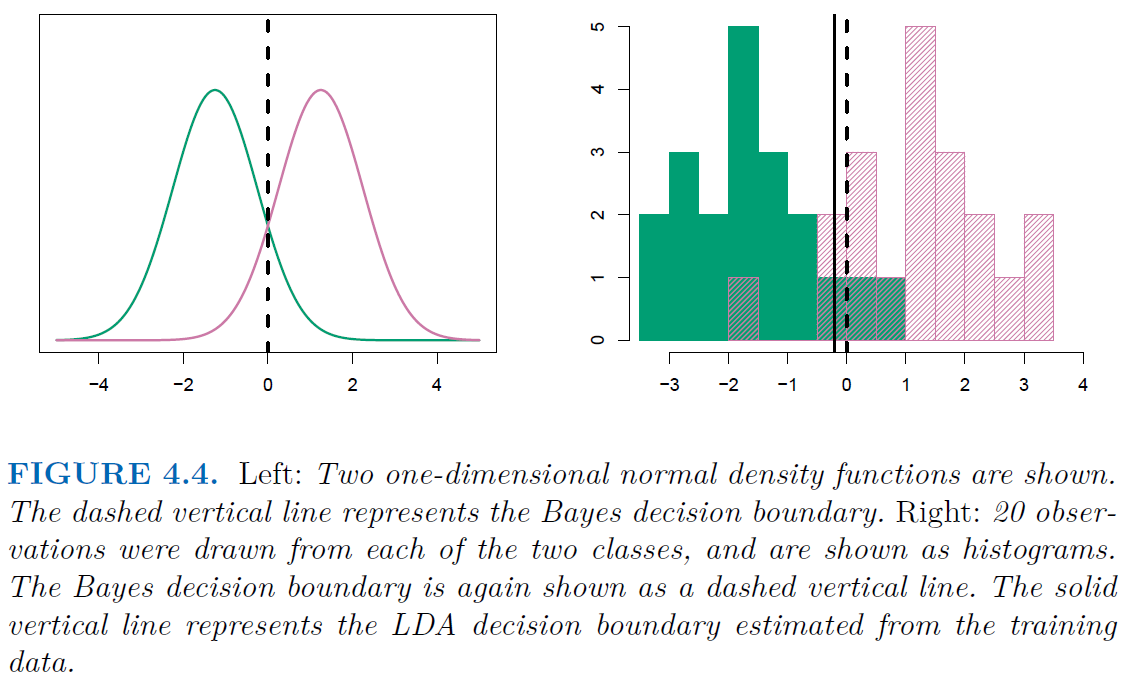 5
4
3
2
1
0
−4 −2 0 2 4
−3 −2 −1 0 1 2 3 4
FIGURE 4.4. Left: Two one-dimensional normal density functions are shown.
The dashed vertical line represents the Bayes decision boundary. Right: 20 obser-
vations were drawn from each of the two classes, and are shown as histograms.
The Bayes decision boundary is again shown as a dashed vertical line. The solid
vertical line represents the LDA decision boundary estimated from the training
data.